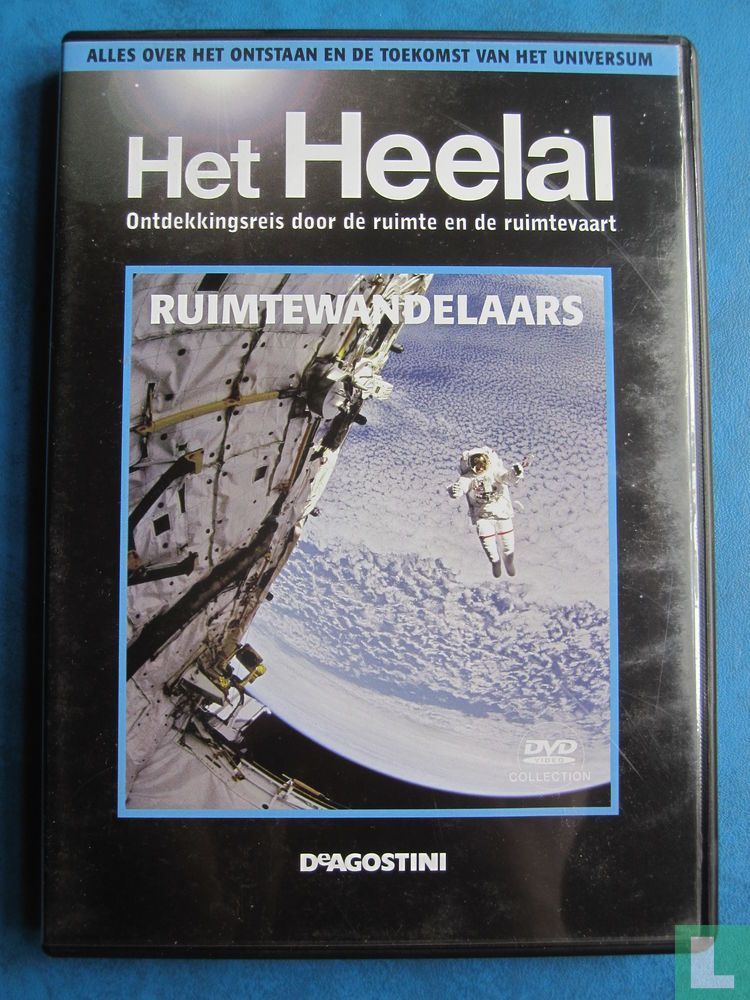 ALLES OVER HET ONTSTAAN EN DE TOEKOMST VAN HET UNIVERSUM
Het Heelal
Ontdekkingsreis door de ruimte en de ruimtevaart
RUIMTEWANDELAARS
DVD
VIDEO
COLLECTION
DeAGOSTINI
L